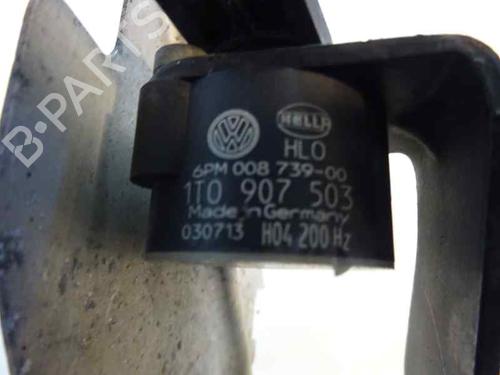 HELLA
HLO
6PM 008 739-00
1T0 907 503
Made in Germany
030713 H04 200 Hz
B-PARTS